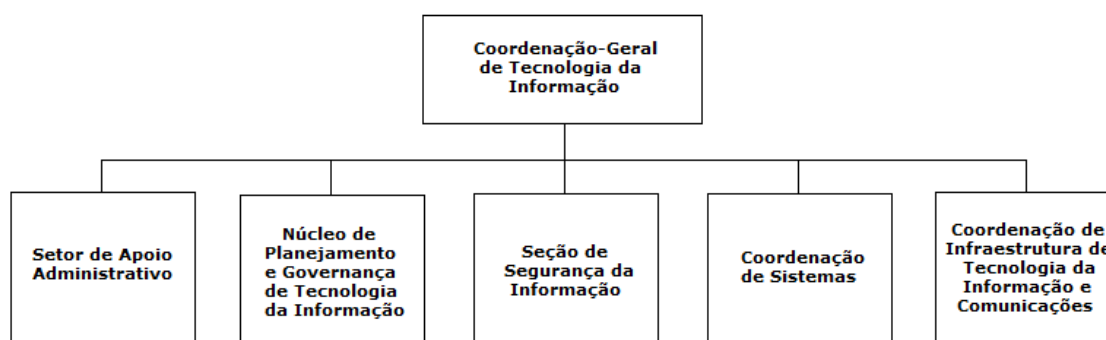 Coordenação-Geral
de Tecnologia da
Informação
Setor de Apoio
Administrativo
Núcleo de
Planejamento
e Governança
de Tecnologia
da Informação
Seção de
Segurança da
Informação
Coordenação
de Sistemas
Coordenação de
Infraestrutura de
Tecnologia da
Informação e
Comunicações